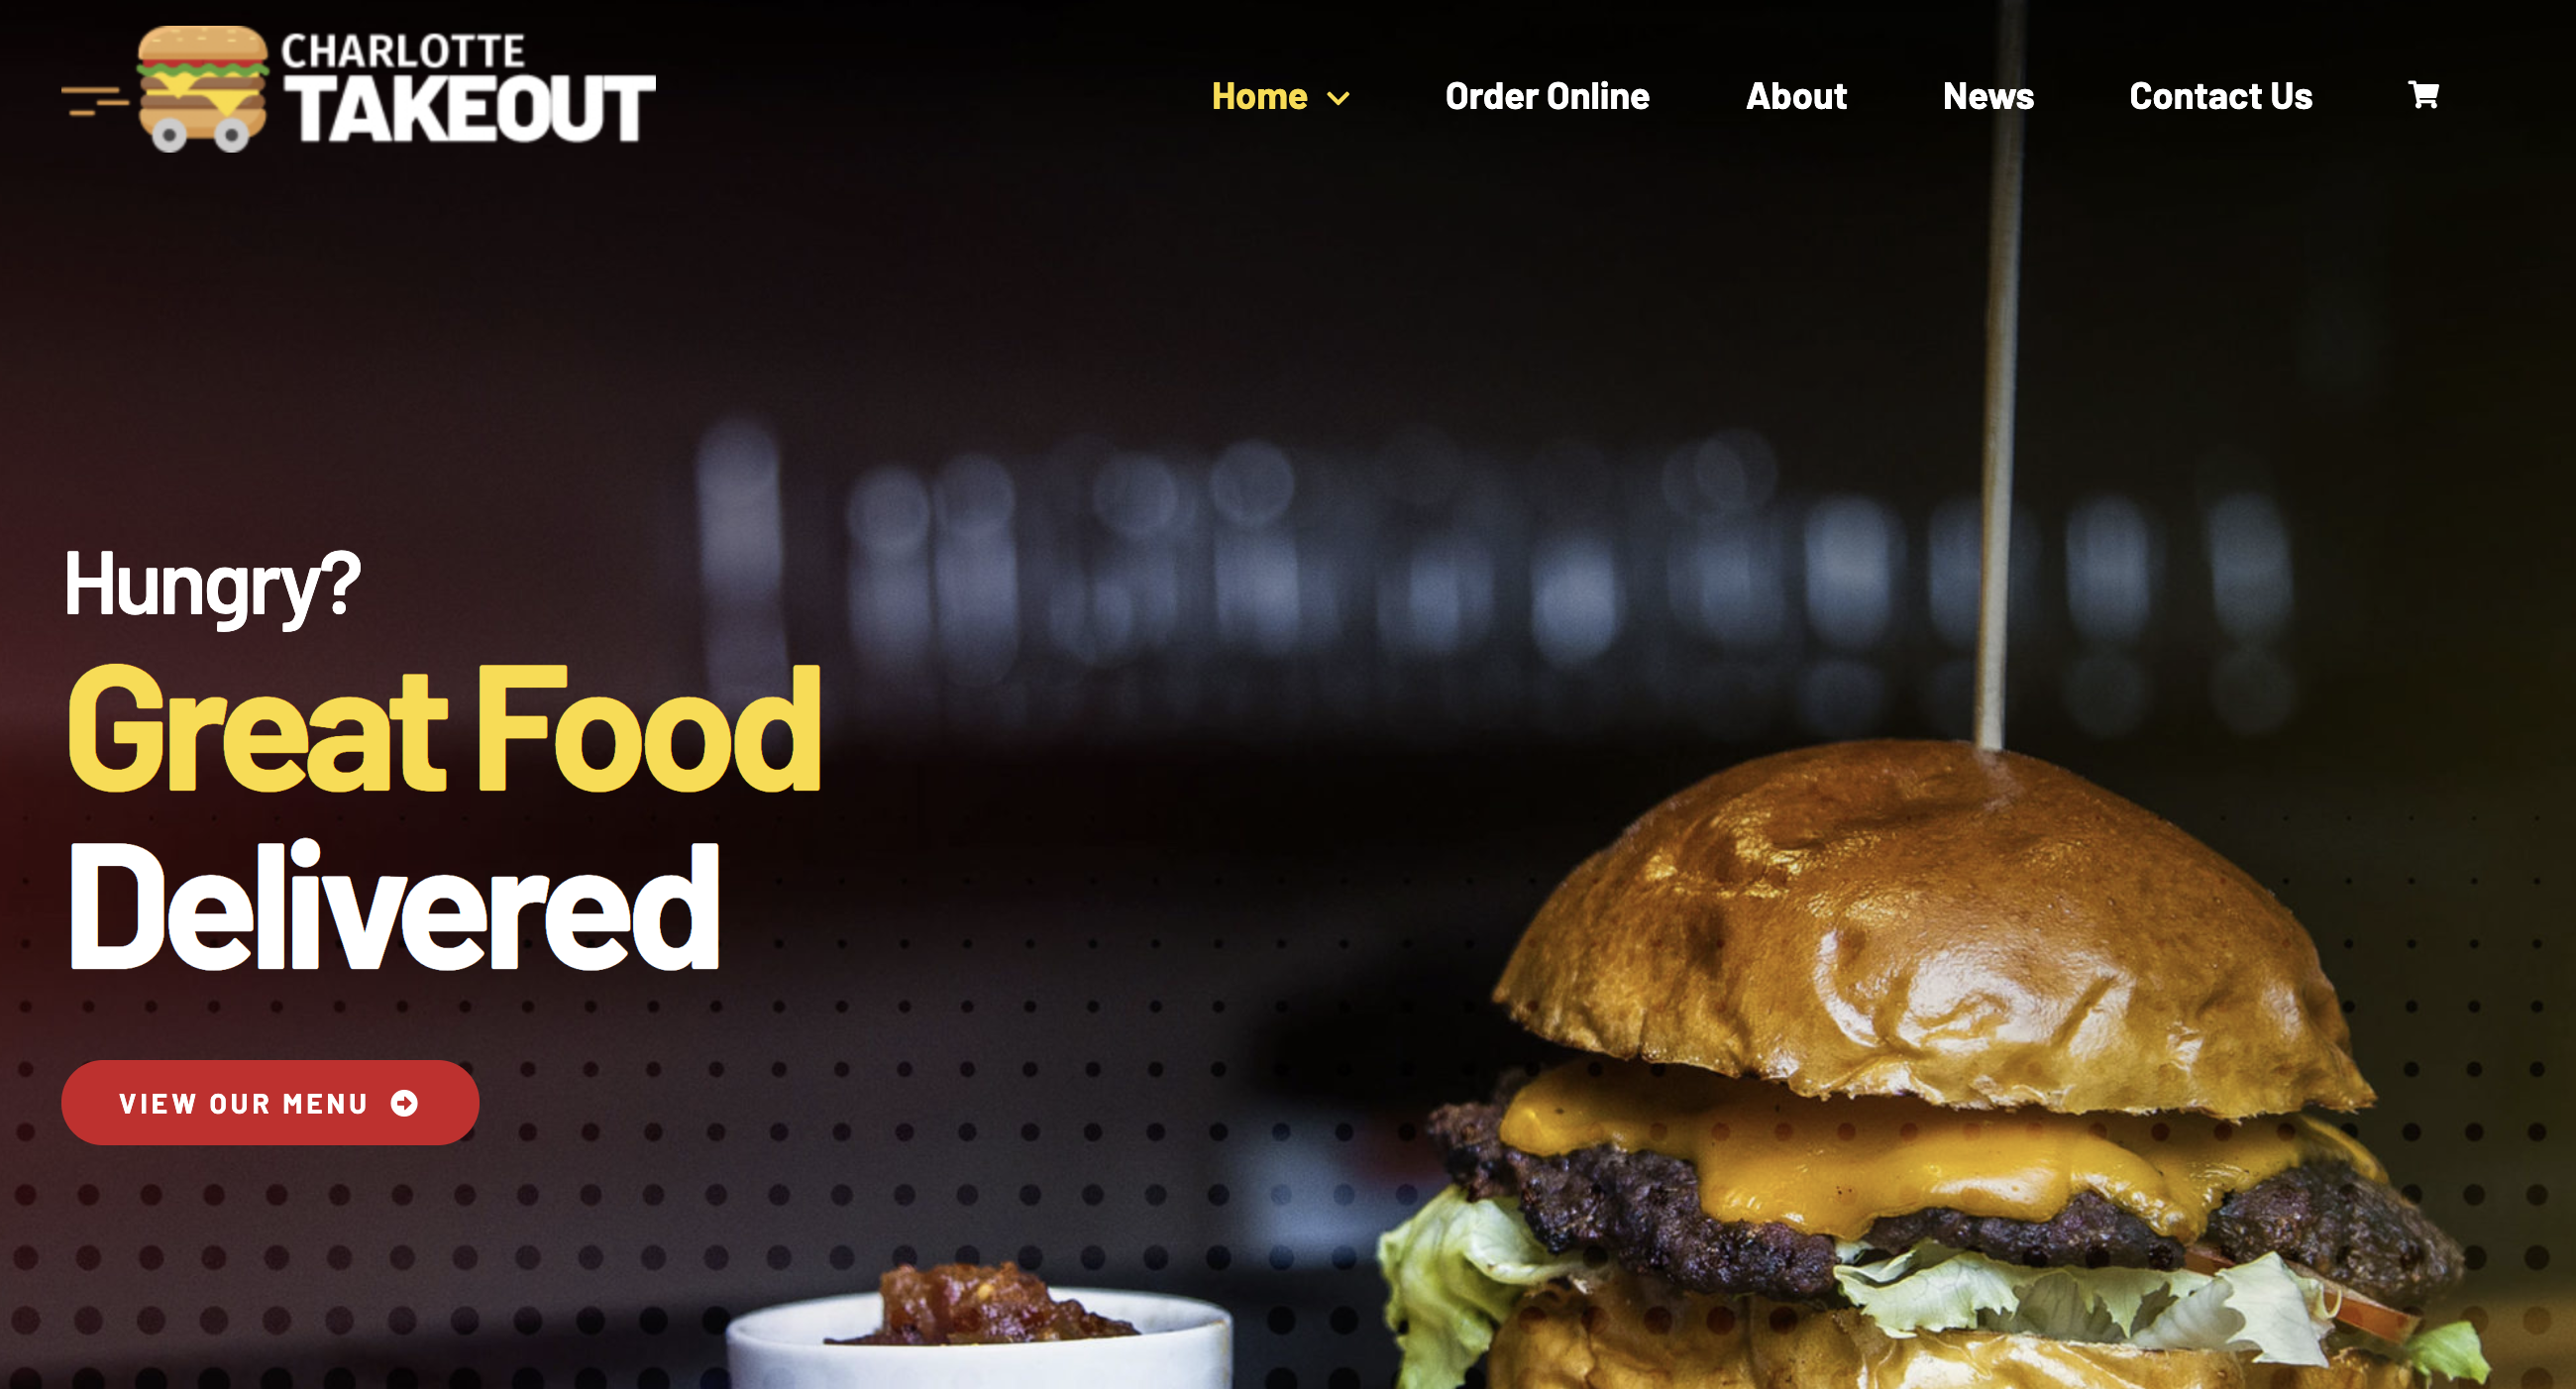 CHARLOTTE
TAKEOUT
Home Order Online About News Contact Us
Hungry?
Great Food
Delivered
VIEW OUR MENU